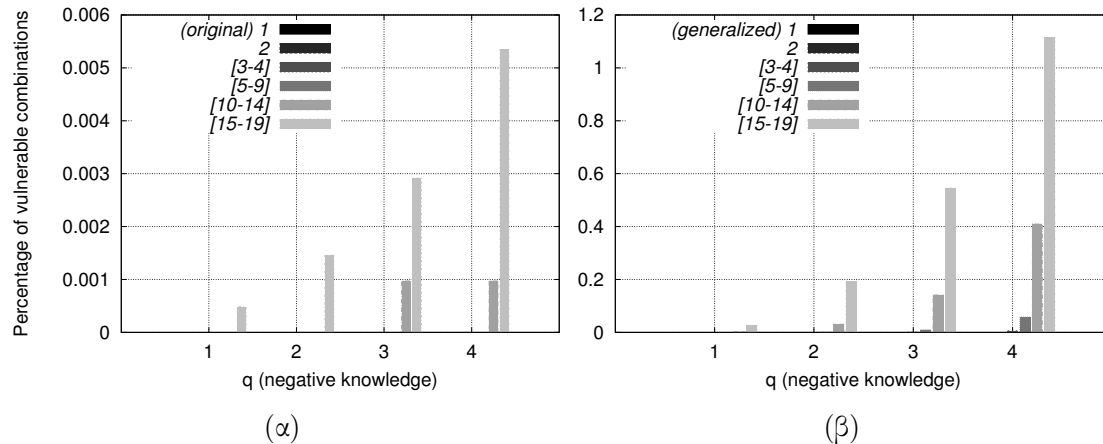 Percentage of vulnerable combinations
0.006
0.005
0.004
0.003
0.002
0.001
0
(original) 1
2
[3-4]
[5-9]
[10-14]
[15-19]
1 2 3 4
q (negative knowledge)
(α)
1.2
1
0.8
0.6
0.4
0.2
0
(generalized) 1
2
[3-4]
[5-9]
[10-14]
[15-19]
1 2 3 4
q (negative knowledge)
(β)